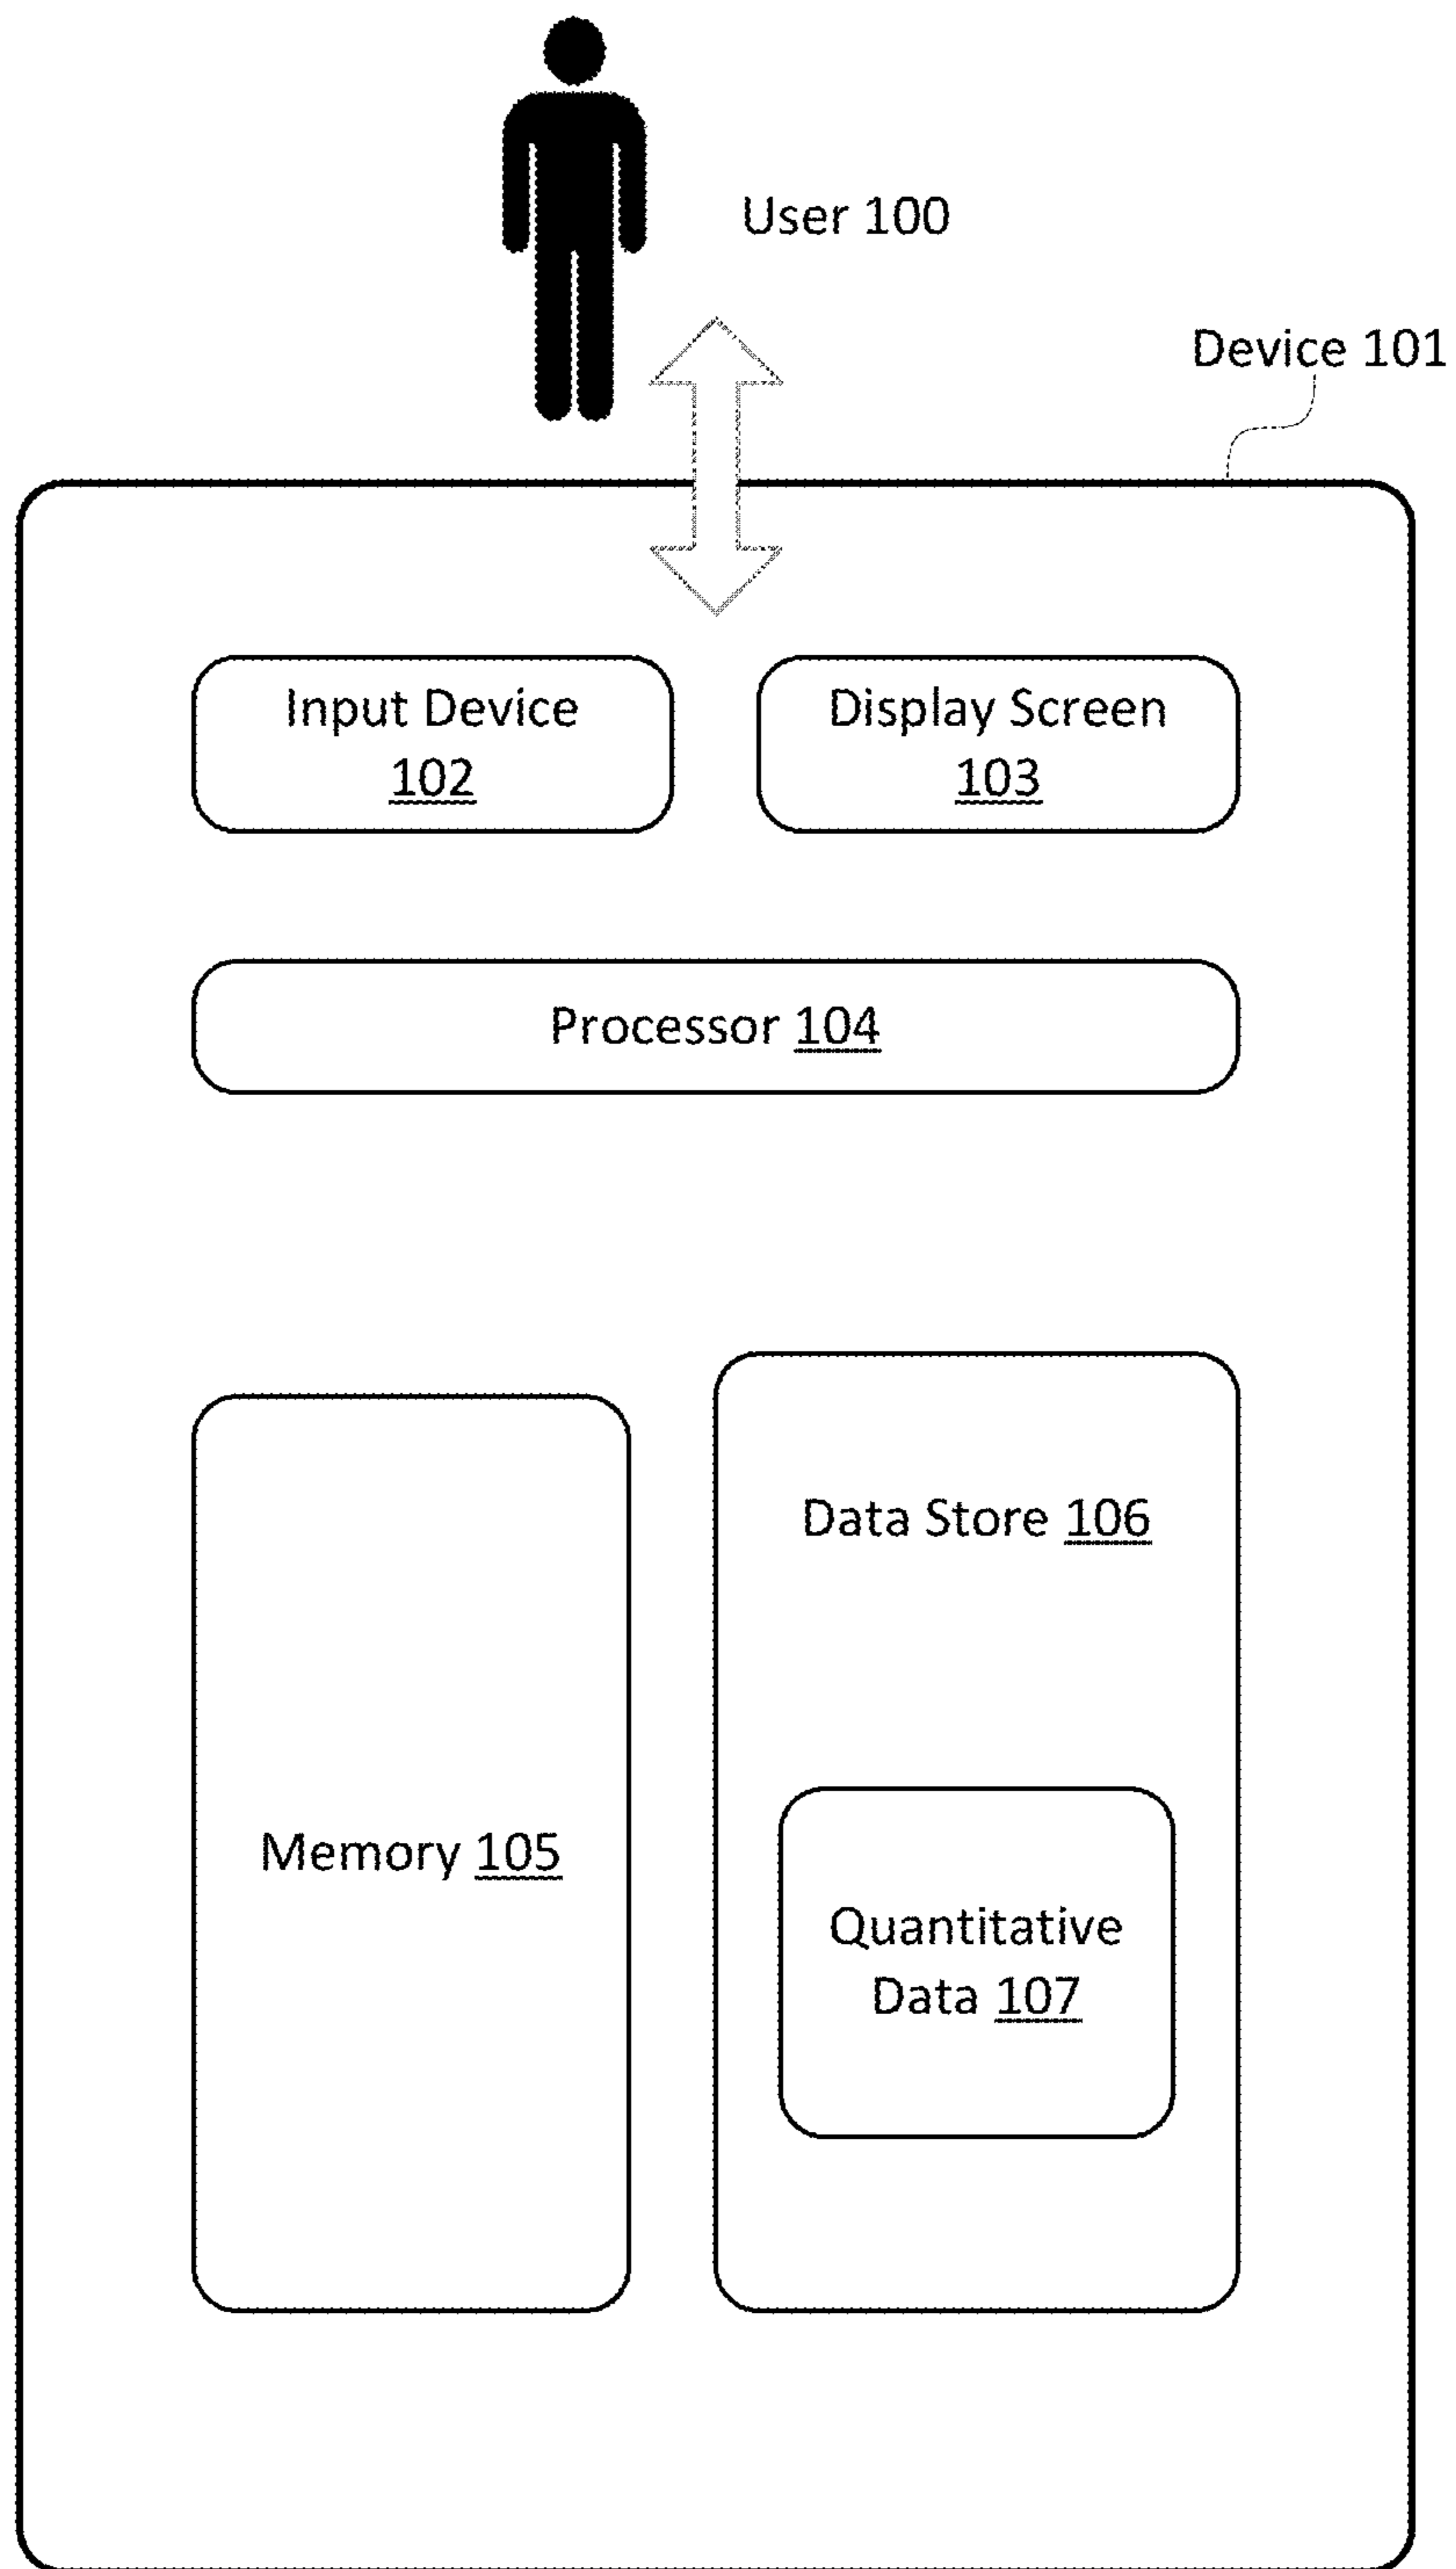 User 100
Device 101
Input Device
102
Display Screen
103
Processor 104
Data Store 106
Memory 105
Quantitative
Data 107